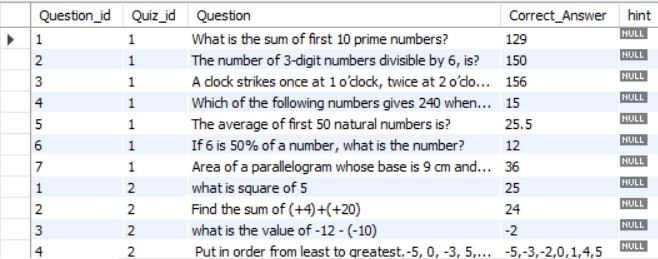 Question_id Quiz_id Question Correct_Answer hint
1 1 What is the sum of first 10 prime numbers? 129 NULL
2 1 The number of 3-digit numbers divisible by 6, is? 150 NULL
3 1 A clock strikes once at 1 o'clock, twice at 2 o'clo... 156 NULL
4 1 Which of the following numbers gives 240 when... 15 NULL
5 1 The average of first 50 natural numbers is? 25.5 NULL
6 1 If 6 is 50% of a number, what is the number? 12 NULL
7 1 Area of a parallelogram whose base is 9 cm and... 36 NULL
1 2 what is square of 5 25 NULL
2 2 Find the sum of (+4)+(+20) 24 NULL
3 2 what is the value of -12 - (-10) -2 NULL
4 2 Put in order from least to greatest.-5, 0, -3, 5,... -5,-3,-2,0,1,4,5 NULL